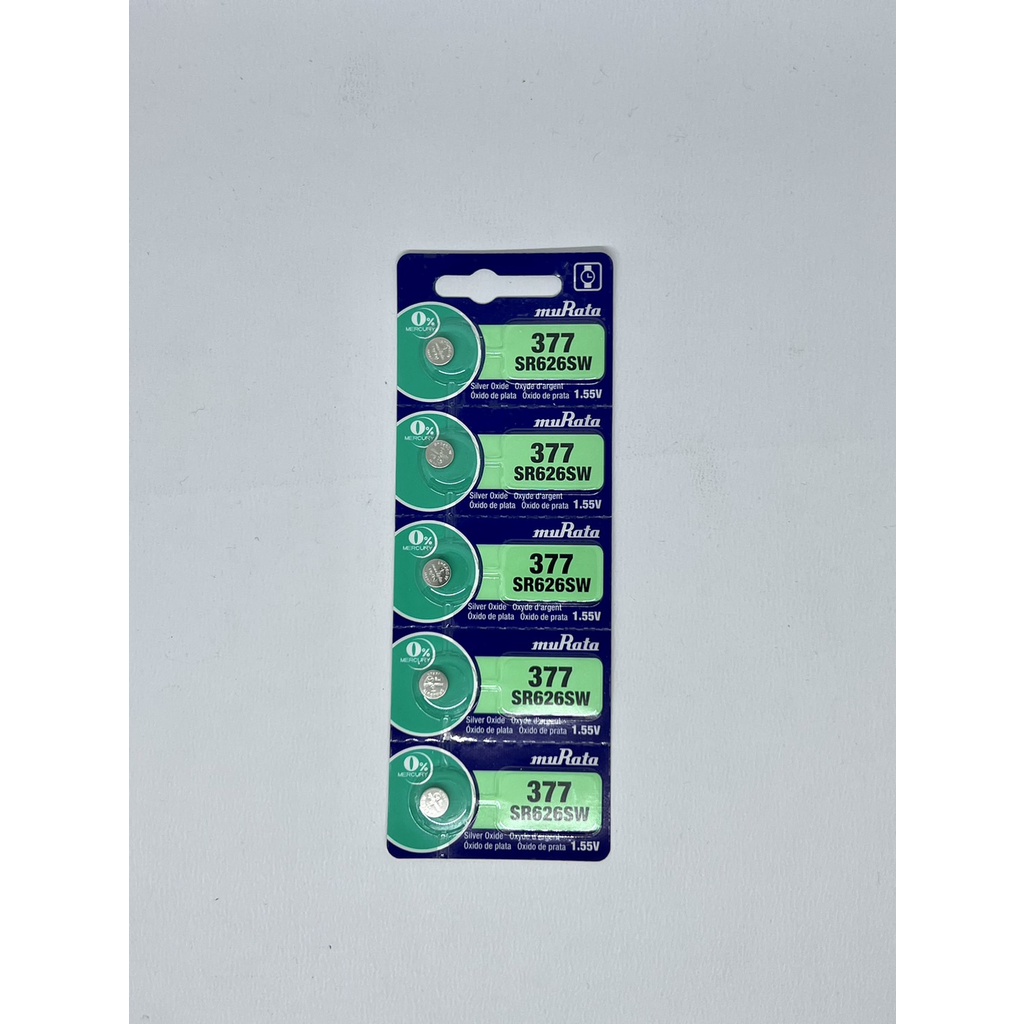 muRata
0%
MERCURY
377
SR626SW
Silver Oxide Oxyde d'argent
Óxido de plata Óxido de prata 1.55V
muRata
0%
MERCURY
377
SR626SW
Silver Oxide Oxyde d'argent
Óxido de plata Óxido de prata 1.55V
muRata
0%
MERCURY
377
SR626SW
Silver Oxide Oxyde d'argent
Óxido de plata Óxido de prata 1.55V
muRata
0%
MERCURY
377
SR626SW
Silver Oxide Oxyde d'argent
Óxido de plata Óxido de prata 1.55V
muRata
0%
MERCURY
377
SR626SW
Silver Oxide Oxyde d'argent
Óxido de plata Óxido de prata 1.55V